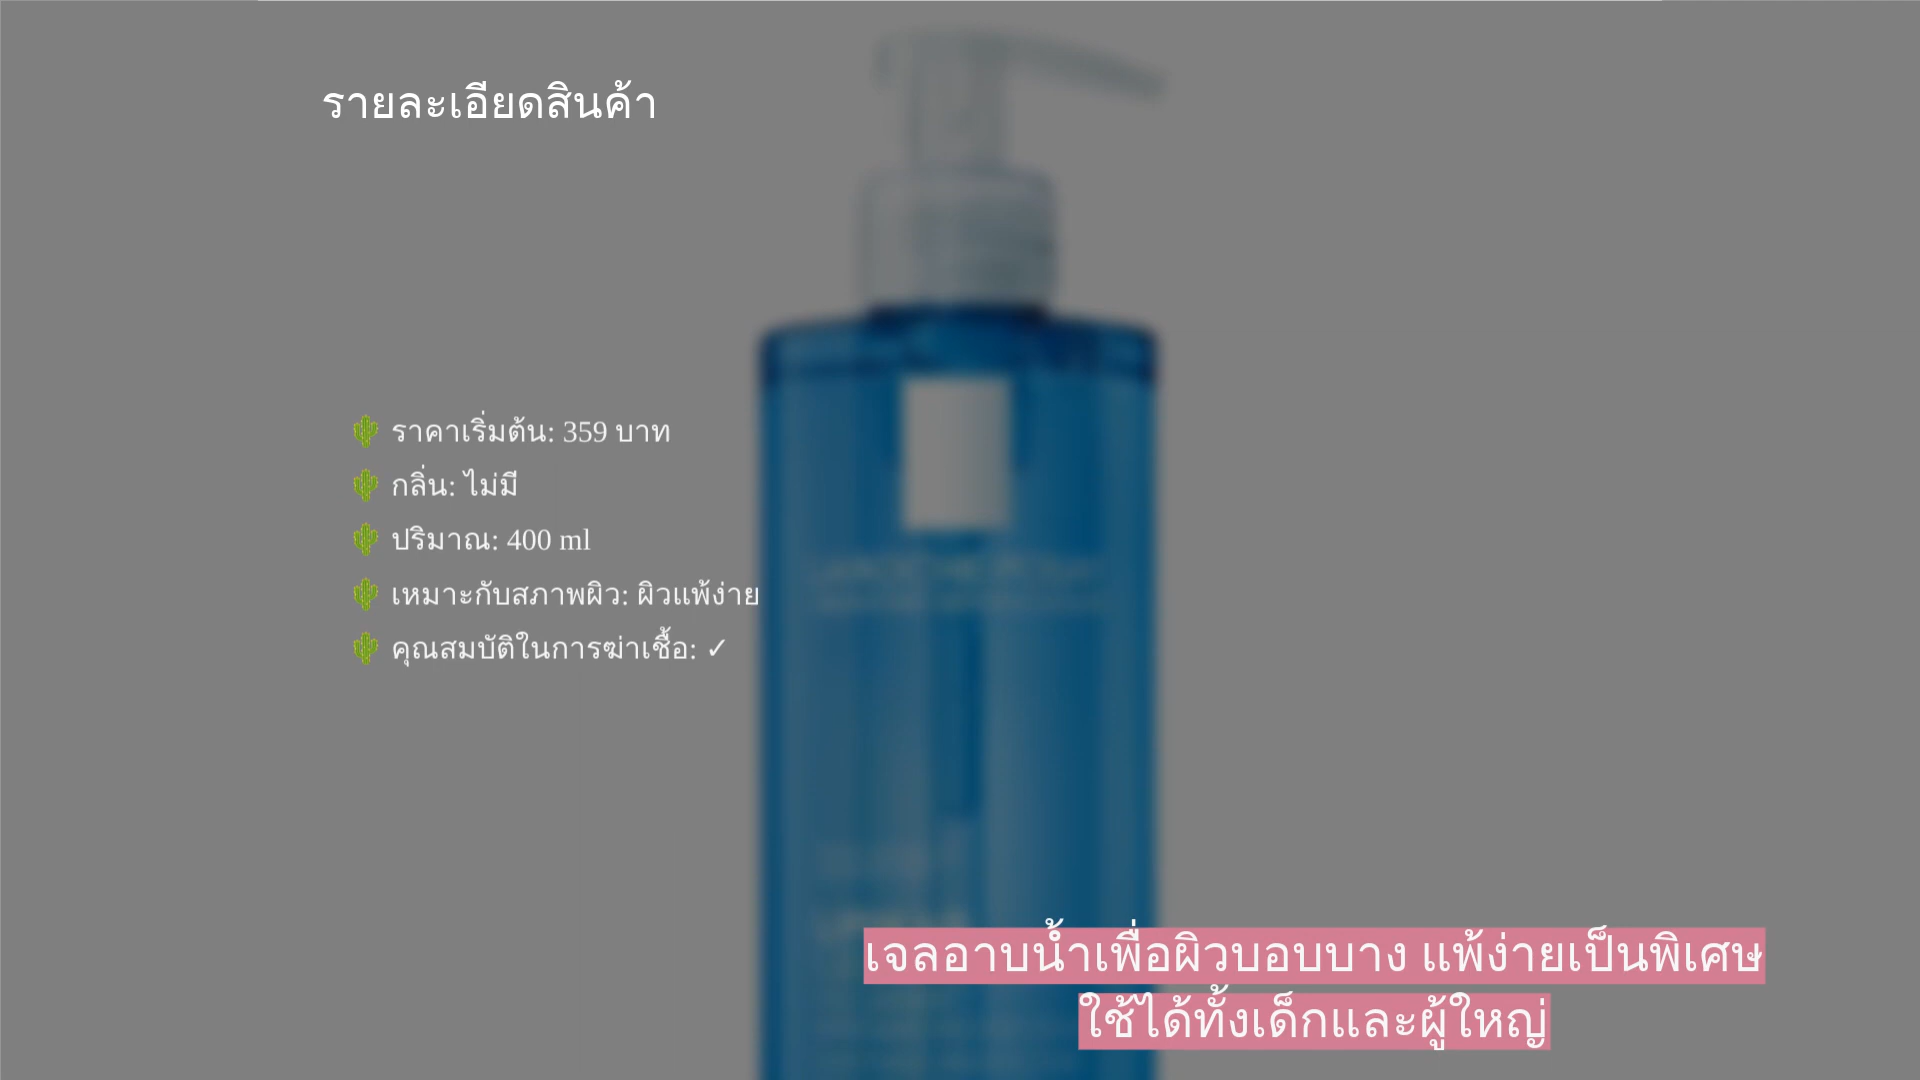 รายละเอียดสินค้า
🌵 ราคาเริ่มต้น: 359 บาท
🌵 กลิ่น: ไม่มี
🌵 ปริมาณ: 400 ml
🌵 เหมาะกับสภาพผิว: ผิวแพ้ง่าย
🌵 คุณสมบัติในการฆ่าเชื้อ: ✓
เจลอาบน้ำเพื่อผิวบอบบาง แพ้ง่ายเป็นพิเศษ
ใช้ได้ทั้งเด็กและผู้ใหญ่